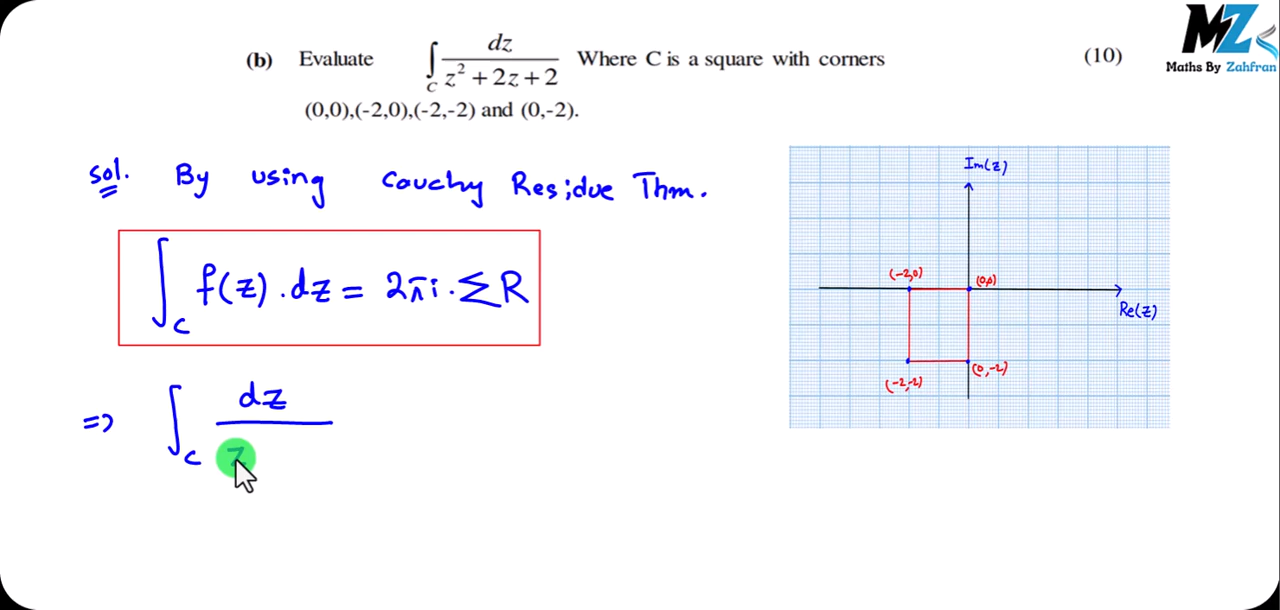 MZ
Maths By Zahfran
(b) Evaluate ∫_C dz / (z² + 2z + 2) Where C is a square with corners (10)
(0,0),(-2,0),(-2,-2) and (0,-2).
Sol. By using Cauchy Residue Thm.
∫_C f(z).dz = 2πi.ΣR
=> ∫_C dz / z
Im(z)
(-2,0)
(0,0)
Re(z)
(-2,-2)
(0,-2)